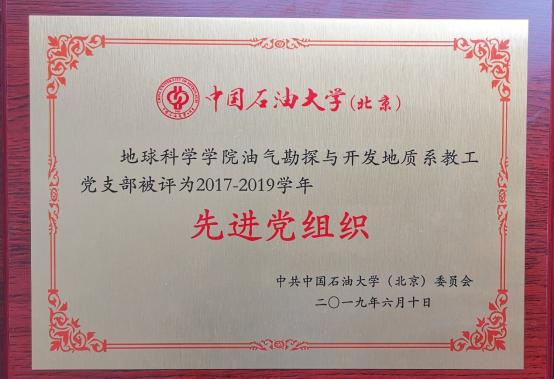 中国石油大学(北京)
地球科学学院油气勘探与开发地质系教工
党支部被评为2017-2019学年
先进党组织
中共中国石油大学（北京）委员会
二〇一九年六月十日